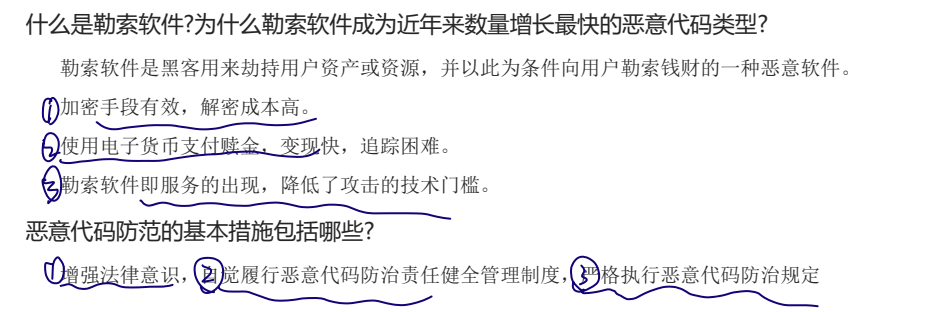 什么是勒索软件?为什么勒索软件成为近年来数量增长最快的恶意代码类型?
勒索软件是黑客用来劫持用户资产或资源，并以此为条件向用户勒索钱财的一种恶意软件。
①加密手段有效，解密成本高。
②使用电子货币支付赎金，变现快，追踪困难。
③勒索软件即服务的出现，降低了攻击的技术门槛。
恶意代码防范的基本措施包括哪些?
①增强法律意识，②自觉履行恶意代码防治责任健全管理制度，③严格执行恶意代码防治规定